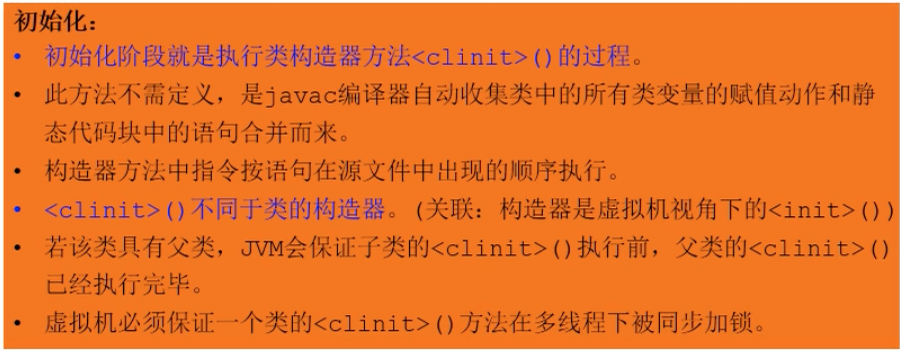 初始化：
• 初始化阶段就是执行类构造器方法<clinit>()的过程。
• 此方法不需定义，是javac编译器自动收集类中的所有类变量的赋值动作和静
态代码块中的语句合并而来。
• 构造器方法中指令按语句在源文件中出现的顺序执行。
• <clinit>()不同于类的构造器。(关联：构造器是虚拟机视角下的<init>())
• 若该类具有父类，JVM会保证子类的<clinit>()执行前，父类的<clinit>()
已经执行完毕。
• 虚拟机必须保证一个类的<clinit>()方法在多线程下被同步加锁。